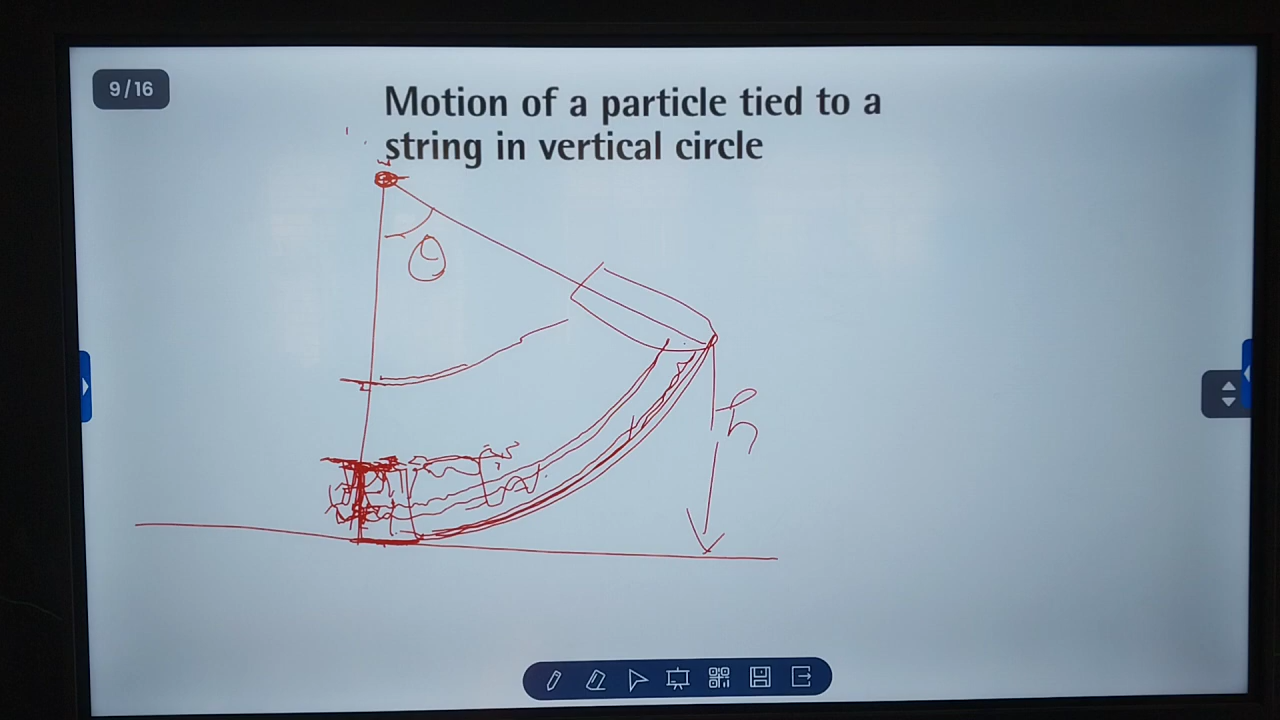 9/16
Motion of a particle tied to a
string in vertical circle
θ
h